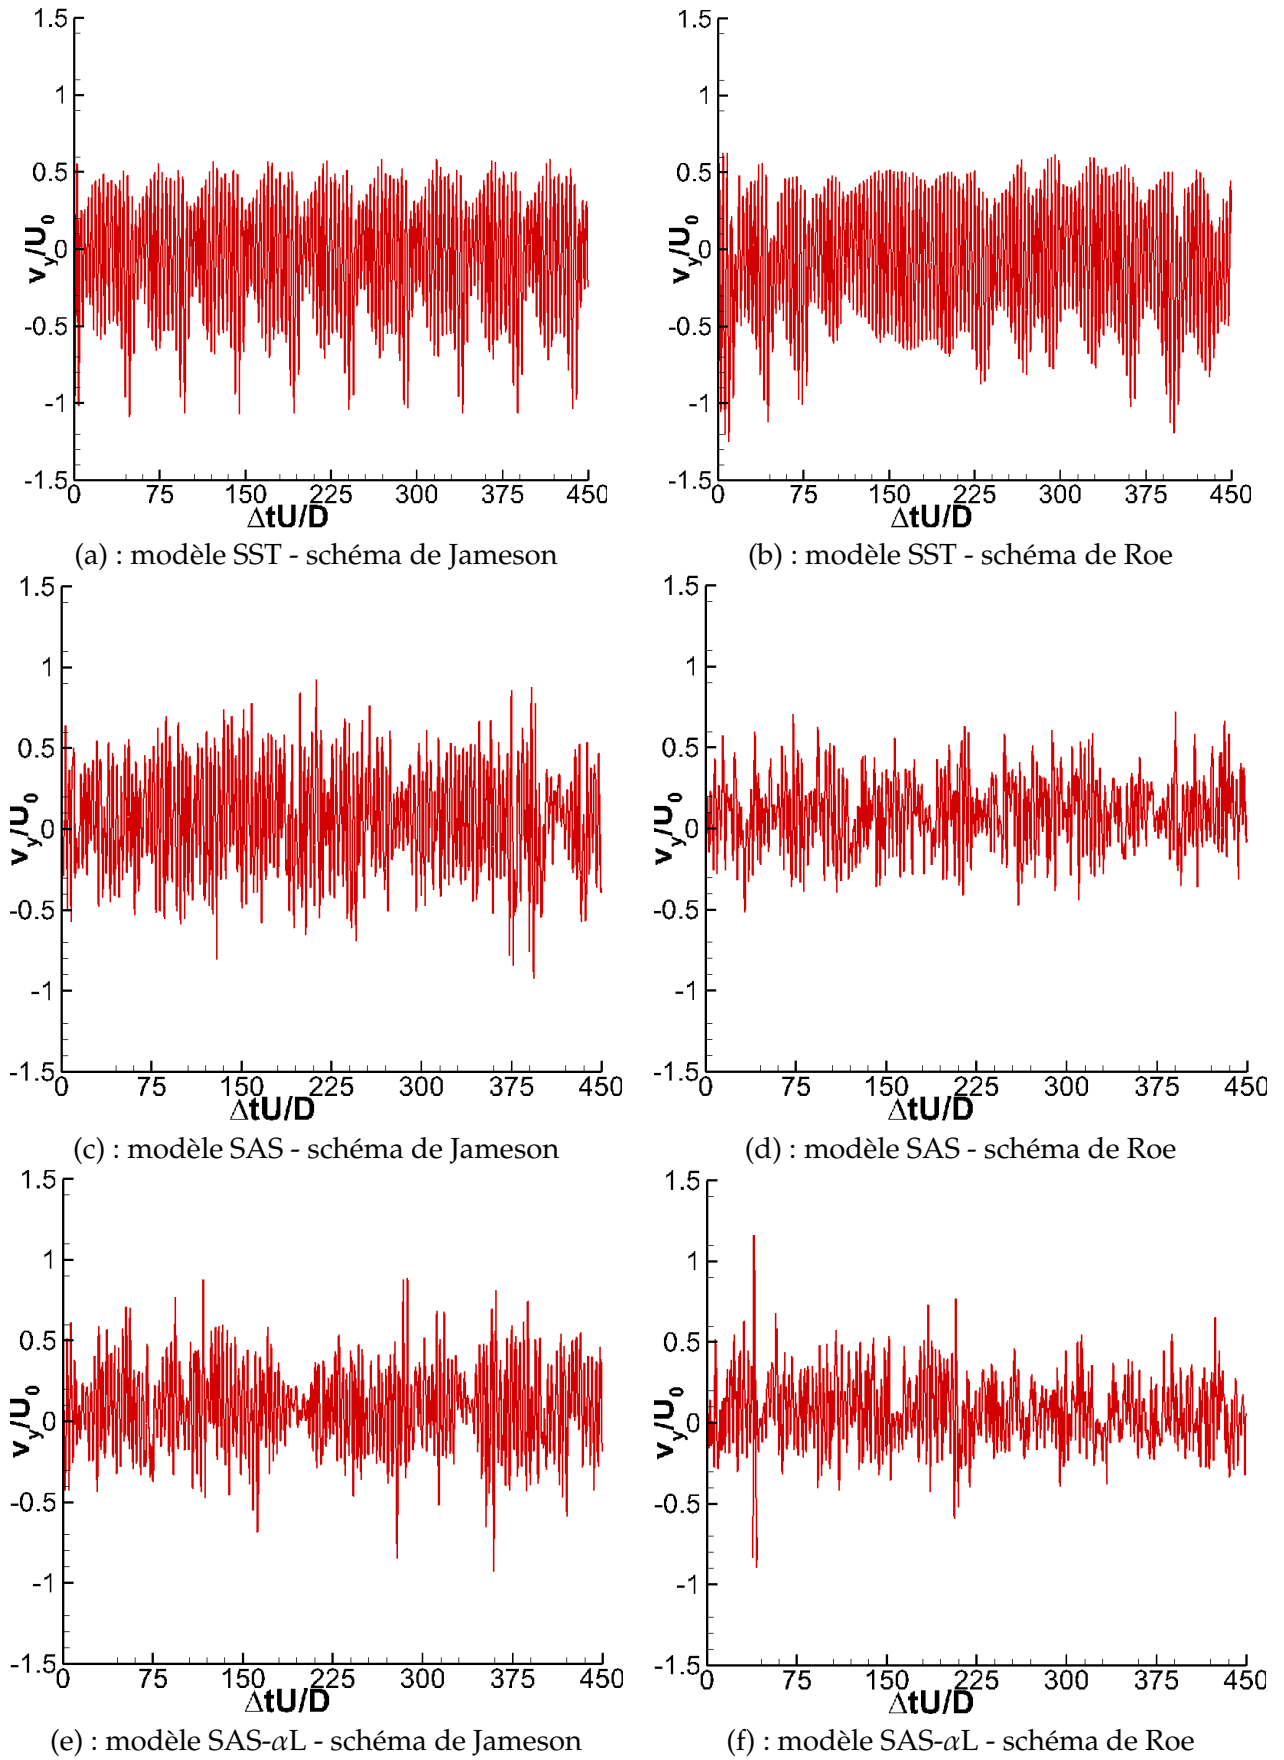 1.5
1
0.5
0
-0.5
-1
-1.5
v_y/U_0
0 75 150 225 300 375 450
ΔtU/D
(a) : modèle SST - schéma de Jameson
1.5
1
0.5
0
-0.5
-1
-1.5
v_y/U_0
0 75 150 225 300 375 450
ΔtU/D
(b) : modèle SST - schéma de Roe
1.5
1
0.5
0
-0.5
-1
-1.5
v_y/U_0
0 75 150 225 300 375 450
ΔtU/D
(c) : modèle SAS - schéma de Jameson
1.5
1
0.5
0
-0.5
-1
-1.5
v_y/U_0
0 75 150 225 300 375 450
ΔtU/D
(d) : modèle SAS - schéma de Roe
1.5
1
0.5
0
-0.5
-1
-1.5
v_y/U_0
0 75 150 225 300 375 450
ΔtU/D
(e) : modèle SAS-αL - schéma de Jameson
1.5
1
0.5
0
-0.5
-1
-1.5
v_y/U_0
0 75 150 225 300 375 450
ΔtU/D
(f) : modèle SAS-αL - schéma de Roe